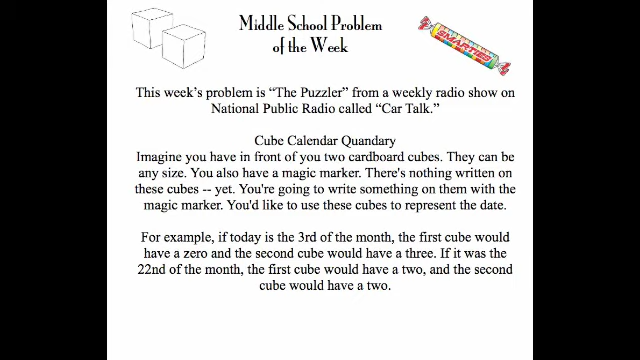 Middle School Problem
of the Week
SMARTIES
This week's problem is “The Puzzler” from a weekly radio show on
National Public Radio called “Car Talk.”
Cube Calendar Quandary
Imagine you have in front of you two cardboard cubes. They can be
any size. You also have a magic marker. There's nothing written on
these cubes -- yet. You're going to write something on them with the
magic marker. You'd like to use these cubes to represent the date.
For example, if today is the 3rd of the month, the first cube would
have a zero and the second cube would have a three. If it was the
22nd of the month, the first cube would have a two, and the second
cube would have a two.